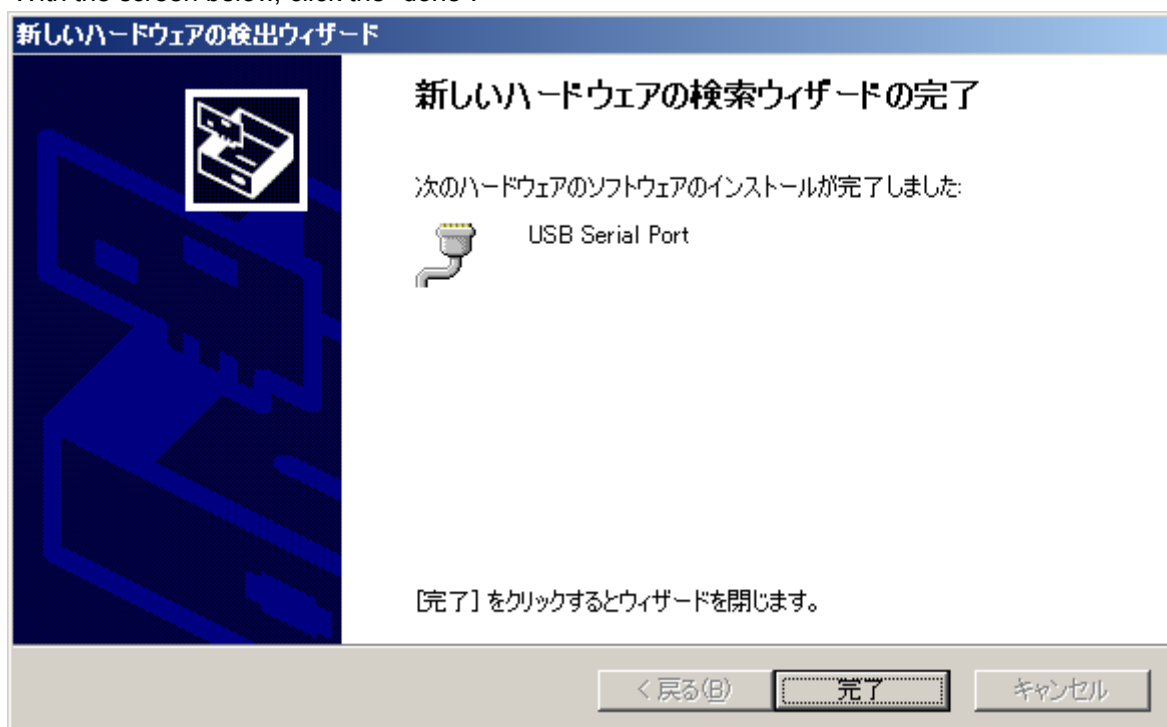 With the screen below, click the "done".
新しいハードウェアの検出ウィザード
新しいハードウェアの検索ウィザードの完了
次のハードウェアのソフトウェアのインストールが完了しました:
USB Serial Port
[完了] をクリックするとウィザードを閉じます。
< 戻る(B) 完了 キャンセル